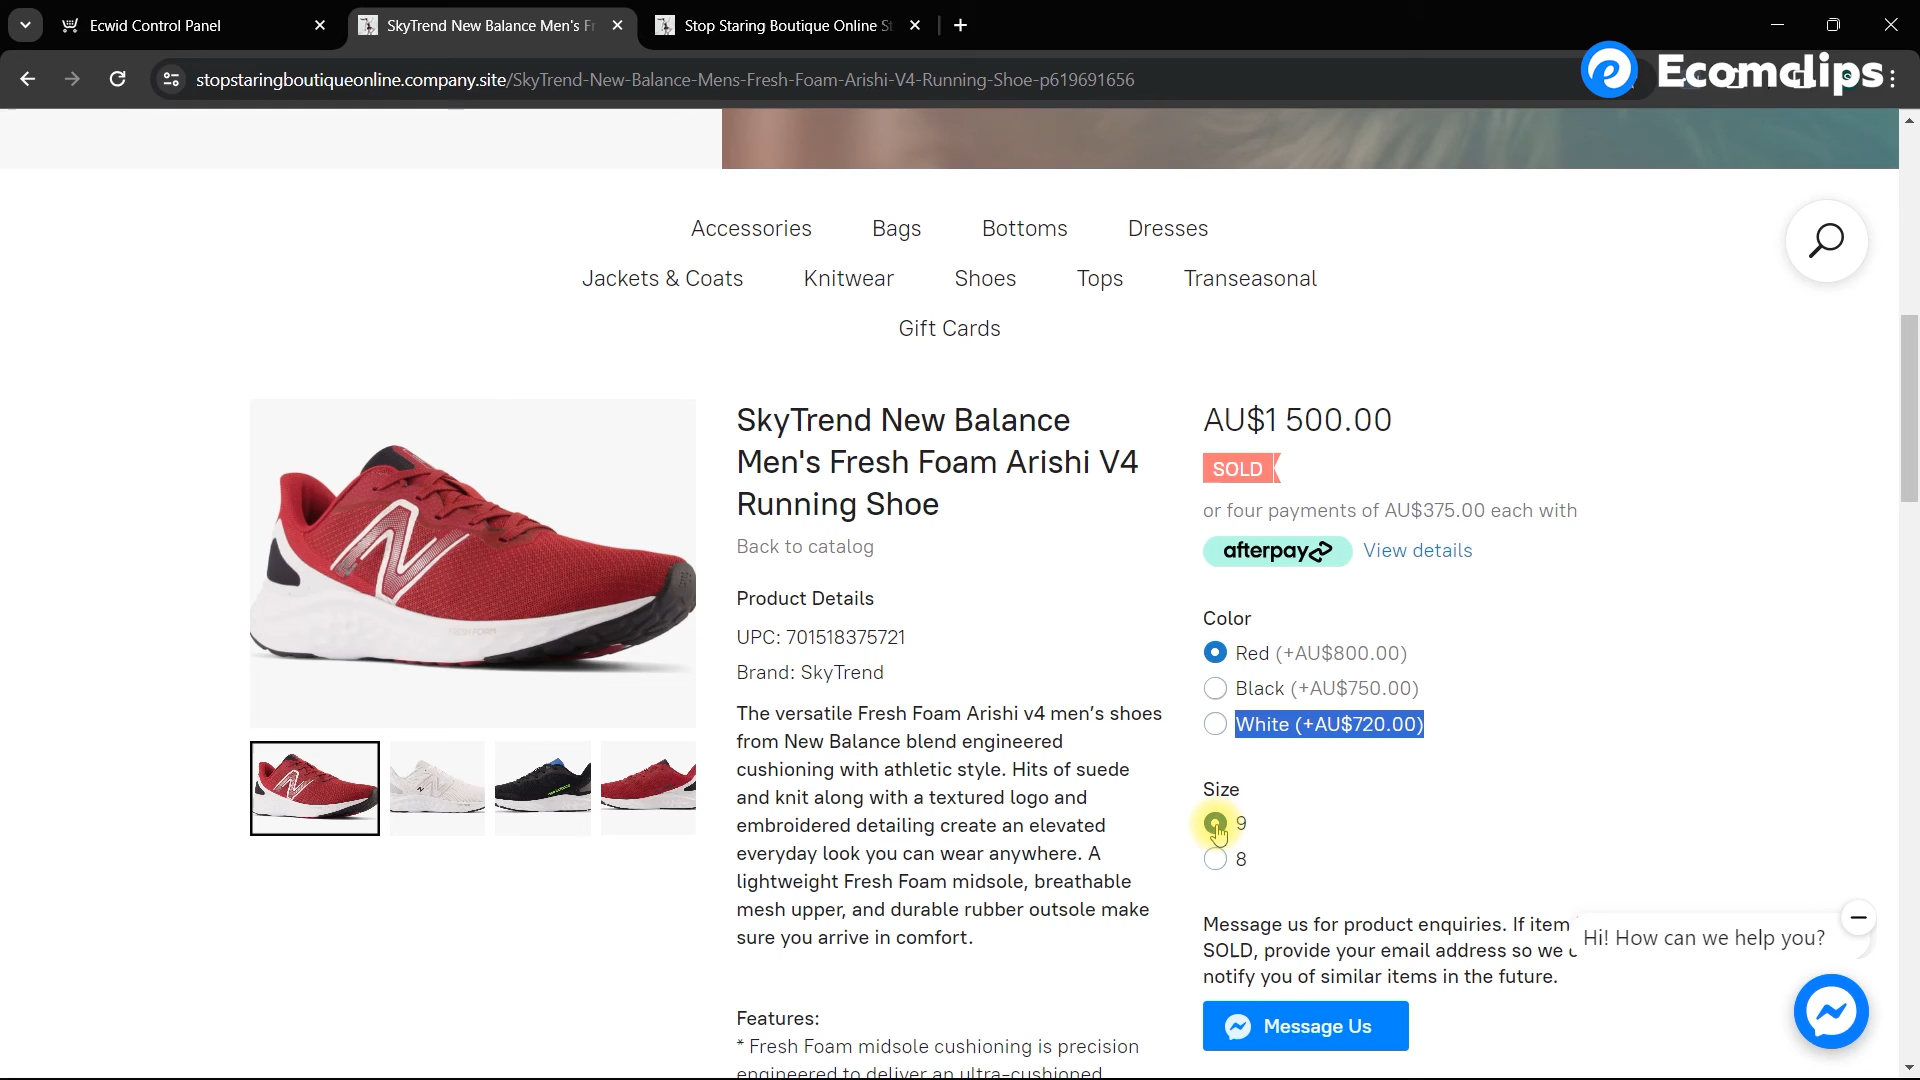 Ecwid Control Panel
SkyTrend New Balance Men's Fr
Stop Staring Boutique Online St
stopstaringboutiqueonline.company.site/SkyTrend-New-Balance-Mens-Fresh-Foam-Arishi-V4-Running-Shoe-p619691656
Ecomclips
Accessories Bags Bottoms Dresses
Jackets & Coats Knitwear Shoes Tops Transeasonal
Gift Cards
SkyTrend New Balance
Men's Fresh Foam Arishi V4
Running Shoe
Back to catalog
Product Details
UPC: 701518375721
Brand: SkyTrend
The versatile Fresh Foam Arishi v4 men's shoes
from New Balance blend engineered
cushioning with athletic style. Hits of suede
and knit along with a textured logo and
embroidered detailing create an elevated
everyday look you can wear anywhere. A
lightweight Fresh Foam midsole, breathable
mesh upper, and durable rubber outsole make
sure you arrive in comfort.
Features:
* Fresh Foam midsole cushioning is precision
engineered to deliver an ultra-cushioned
AU$1 500.00
SOLD
or four payments of AU$375.00 each with
afterpay View details
Color
Red (+AU$800.00)
Black (+AU$750.00)
White (+AU$720.00)
Size
9
8
Message us for product enquiries. If item
SOLD, provide your email address so we c
notify you of similar items in the future.
Message Us
Hi! How can we help you?